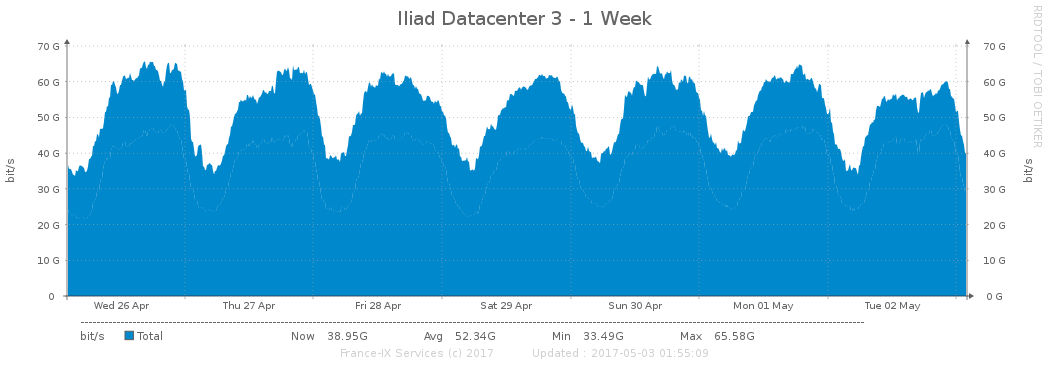 Iliad Datacenter 3 - 1 Week
RRDTOOL / TOBI OETIKER
70 G 70 G
60 G 60 G
50 G 50 G
40 G 40 G
30 G 30 G
20 G 20 G
10 G 10 G
0 0 G
bit/s bit/s
Wed 26 Apr Thu 27 Apr Fri 28 Apr Sat 29 Apr Sun 30 Apr Mon 01 May Tue 02 May
bit/s Total Now 38.95G Avg 52.34G Min 33.49G Max 65.58G
France-IX Services (c) 2017 Updated : 2017-05-03 01:55:09